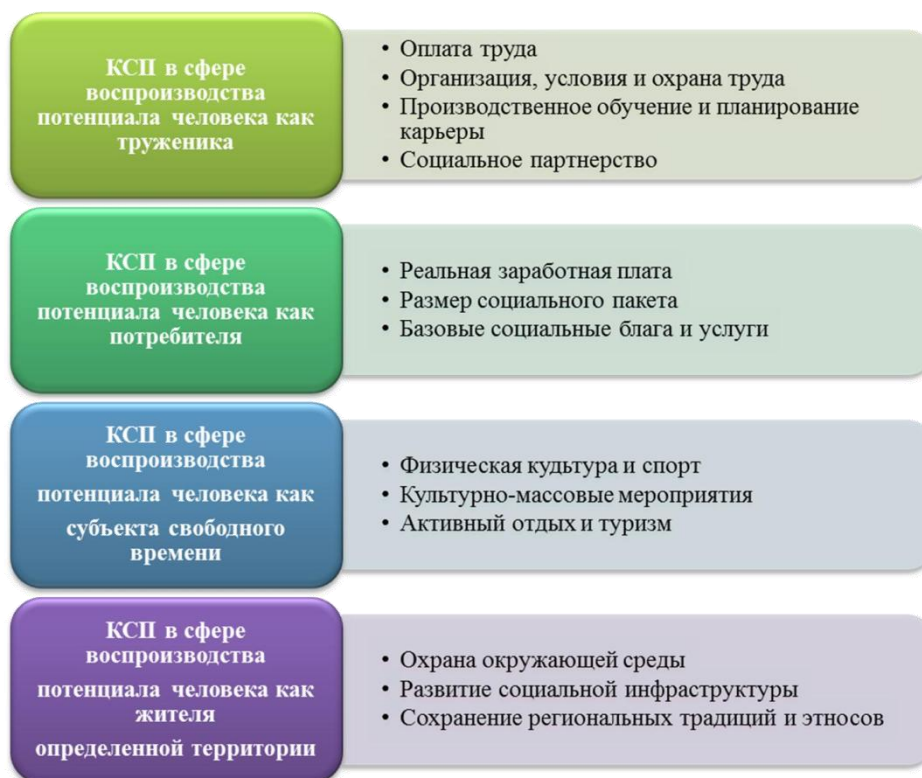 КСП в сфере
воспроизводства
потенциала человека как
труженика
• Оплата труда
• Организация, условия и охрана труда
• Производственное обучение и планирование
карьеры
• Социальное партнерство
КСП в сфере
воспроизводства
потенциала человека как
потребителя
• Реальная заработная плата
• Размер социального пакета
• Базовые социальные блага и услуги
КСП в сфере
воспроизводства
потенциала человека как
субъекта свободного
времени
• Физическая кудьтура и спорт
• Культурно-массовые мероприятия
• Активный отдых и туризм
КСП в сфере
воспроизводства
потенциала человека как
жителя
определенной территории
• Охрана окружающей среды
• Развитие социальной инфраструктуры
• Сохранение региональных традиций и этносов